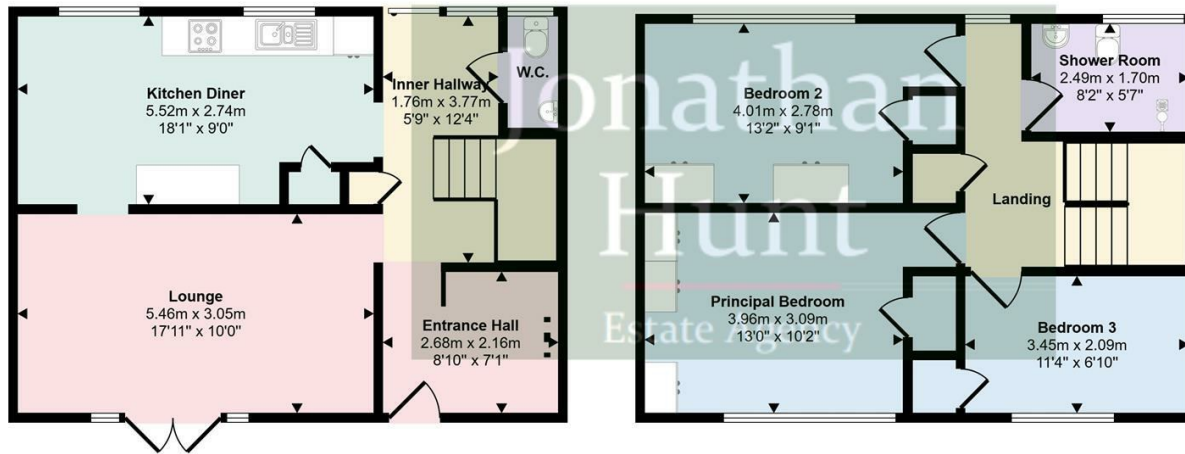 Kitchen Diner
5.52m x 2.74m
18'1" x 9'0"
Inner Hallway
1.76m x 3.77m
5'9" x 12'4"
W.C.
Lounge
5.46m x 3.05m
17'11" x 10'0"
Entrance Hall
2.68m x 2.16m
8'10" x 7'1"
Jonathan
Hunt
Estate Agency
Bedroom 2
4.01m x 2.78m
13'2" x 9'1"
Shower Room
2.49m x 1.70m
8'2" x 5'7"
Landing
Principal Bedroom
3.96m x 3.09m
13'0" x 10'2"
Bedroom 3
3.45m x 2.09m
11'4" x 6'10"